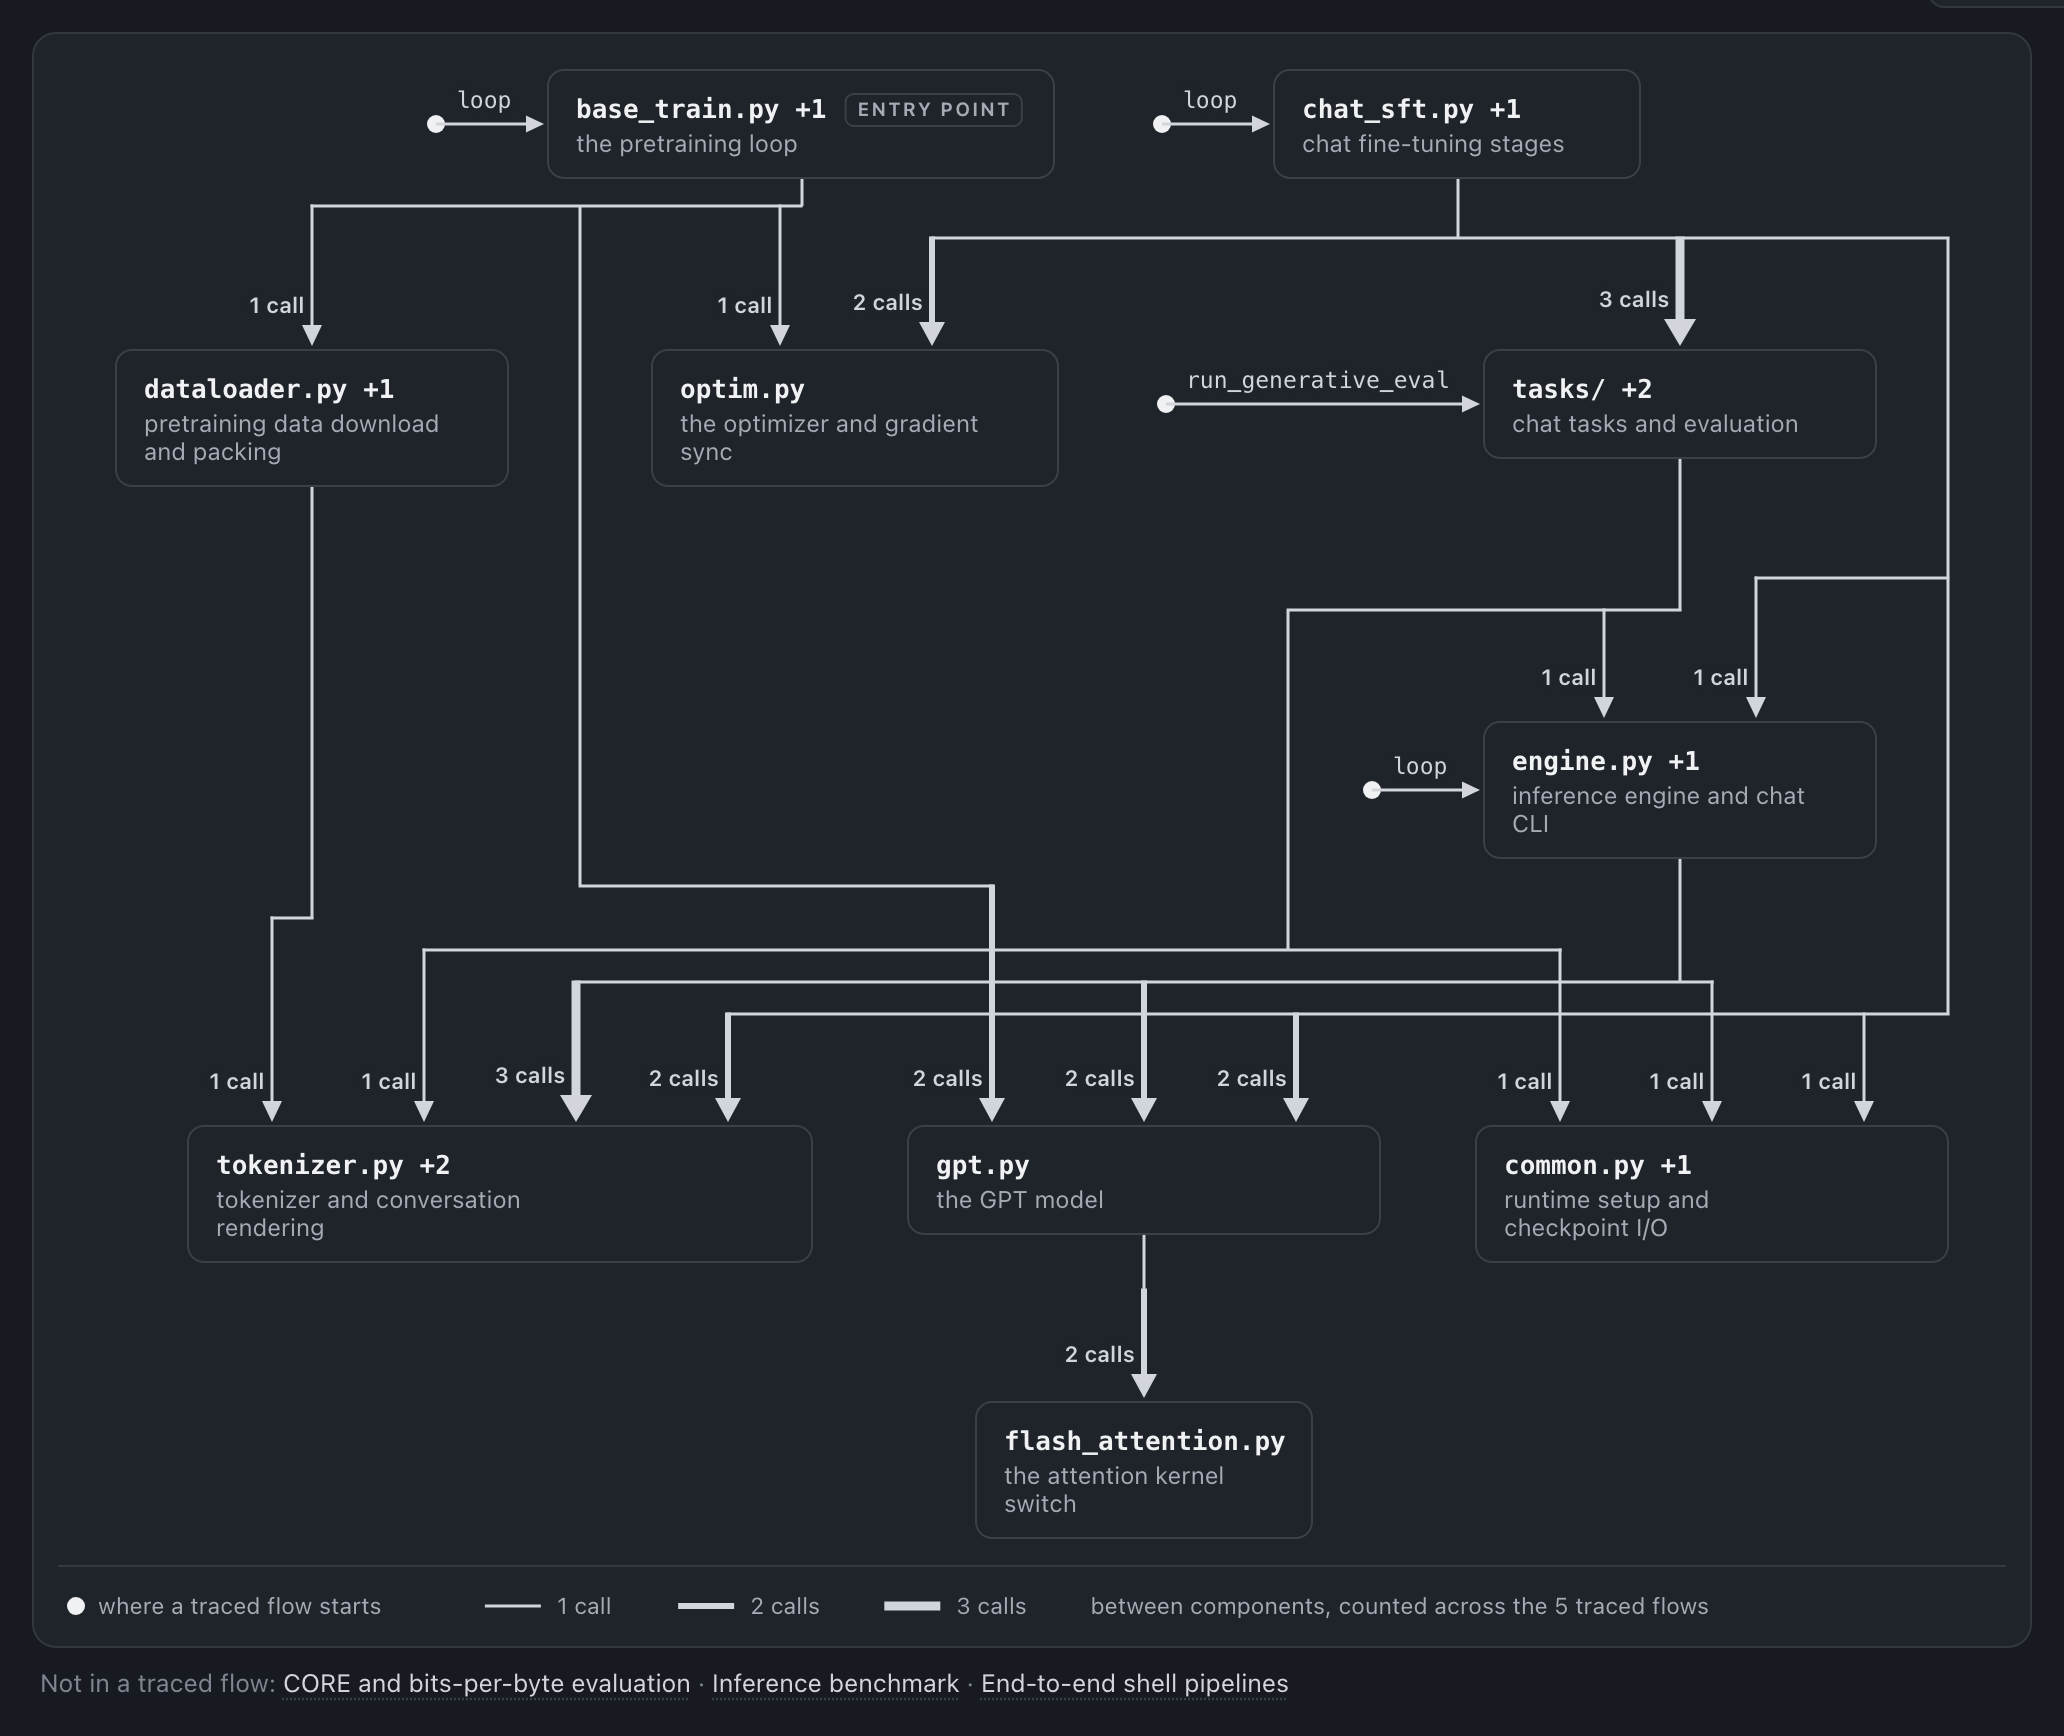 loop
base_train.py +1
ENTRY POINT
the pretraining loop
loop
chat_sft.py +1
chat fine-tuning stages
1 call
1 call
2 calls
3 calls
dataloader.py +1
pretraining data download
and packing
optim.py
the optimizer and gradient
sync
run_generative_eval
tasks/ +2
chat tasks and evaluation
1 call
1 call
loop
engine.py +1
inference engine and chat
CLI
1 call
1 call
3 calls
2 calls
2 calls
2 calls
2 calls
1 call
1 call
1 call
tokenizer.py +2
tokenizer and conversation
rendering
gpt.py
the GPT model
common.py +1
runtime setup and
checkpoint I/O
2 calls
flash_attention.py
the attention kernel
switch
where a traced flow starts
1 call
2 calls
3 calls
between components, counted across the 5 traced flows
Not in a traced flow: CORE and bits-per-byte evaluation · Inference benchmark · End-to-end shell pipelines